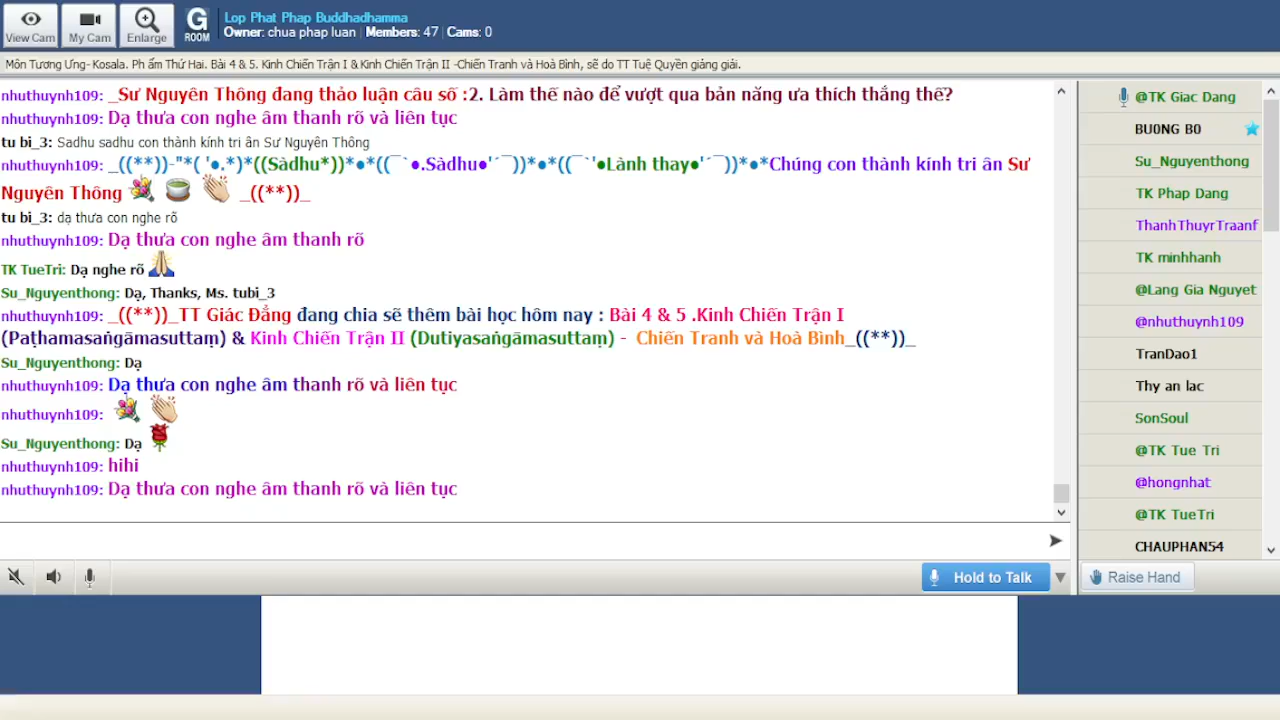 View Cam
My Cam
Enlarge
G
ROOM
Lop Phat Phap Buddhadhamma
Owner: chua phap luan | Members: 47 | Cams: 0
Môn Tương Ưng- Kosala. Ph ẩm Thứ Hai. Bài 4 & 5. Kinh Chiến Trận I & Kinh Chiến Trận II -Chiến Tranh và Hoà Bình, sẽ do TT Tuệ Quyền giảng giải.
nhuthuynh109: _Sư Nguyên Thông đang thảo luận câu số :2. Làm thế nào để vượt qua bản năng ưa thích thắng thế?
nhuthuynh109: Dạ thưa con nghe âm thanh rõ và liên tục
tu bi_3: Sadhu sadhu con thành kính tri ân Sư Nguyên Thông
nhuthuynh109: _((**))-"*( '●.*)*((Sàdhu*))*●*((¯`●.Sàdhu●'´¯))*●*((¯`'●Lành thay●'´¯))*●*Chúng con thành kính tri ân Sư
Nguyên Thông 💐 🍵 👏 _((**))_
tu bi_3: dạ thưa con nghe rõ
nhuthuynh109: Dạ thưa con nghe âm thanh rõ
TK TueTri: Dạ nghe rõ 🙏
Su_Nguyenthong: Dạ, Thanks, Ms. tubi_3
nhuthuynh109: _((**))_TT Giác Đẳng đang chia sẽ thêm bài học hôm nay : Bài 4 & 5 .Kinh Chiến Trận I
(Paṭhamasaṅgāmasuttaṃ) & Kinh Chiến Trận II (Dutiyasaṅgāmasuttaṃ) - Chiến Tranh và Hoà Bình_((**))_
Su_Nguyenthong: Dạ
nhuthuynh109: Dạ thưa con nghe âm thanh rõ và liên tục
nhuthuynh109: 💐 👏
Su_Nguyenthong: Dạ 🌹
nhuthuynh109: hihi
nhuthuynh109: Dạ thưa con nghe âm thanh rõ và liên tục
Hold to Talk
@TK Giac Dang
BU0NG B0
Su_Nguyenthong
TK Phap Dang
ThanhThuyrTraanf
TK minhhanh
@Lang Gia Nguyet
@nhuthuynh109
TranDao1
Thy an lac
SonSoul
@TK Tue Tri
@hongnhat
@TK TueTri
CHAUPHAN54
Raise Hand